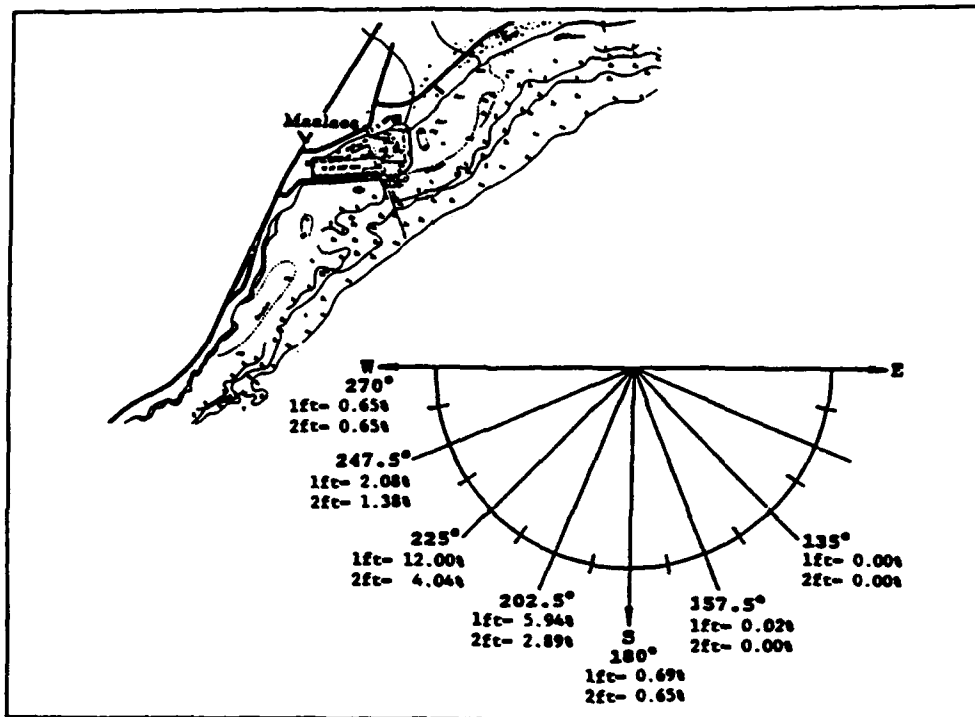 Maalaea
W
E
270°
1ft= 0.65%
2ft= 0.65%
247.5°
1ft= 2.08%
2ft= 1.38%
225°
1ft= 12.00%
2ft= 4.04%
202.5°
1ft= 5.94%
2ft= 2.89%
S
180°
1ft= 0.69%
2ft= 0.65%
157.5°
1ft= 0.02%
2ft= 0.00%
135°
1ft= 0.00%
2ft= 0.00%